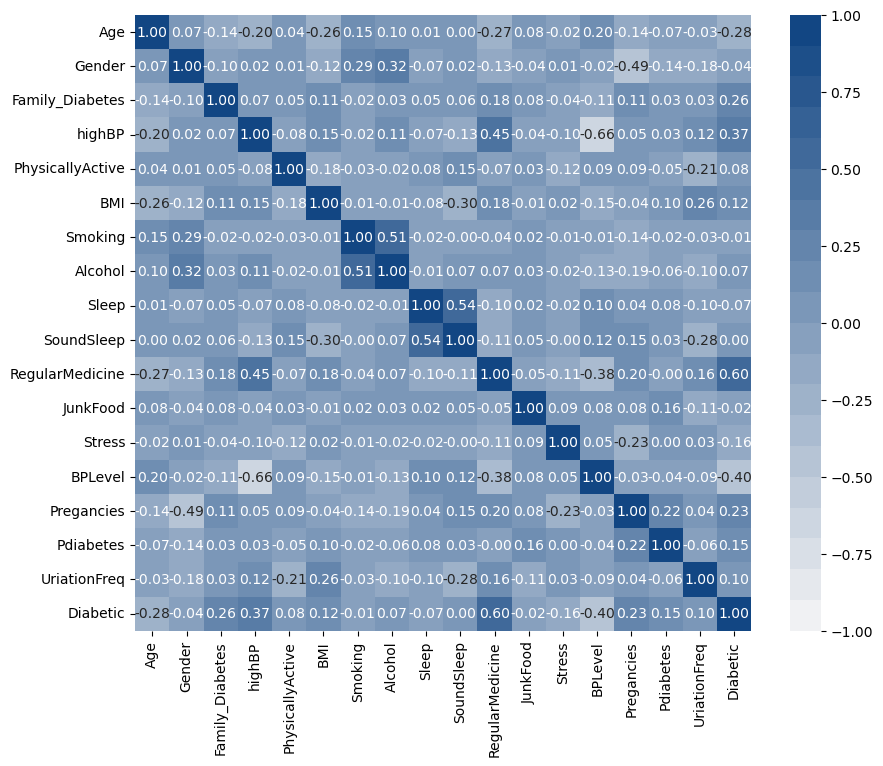 Age 1.00 0.07 -0.14 -0.20 0.04 -0.26 0.15 0.10 0.01 0.00 -0.27 0.08 -0.02 0.20 -0.14 -0.07 -0.03 -0.28
Gender 0.07 1.00 -0.10 0.02 0.01 -0.12 0.29 0.32 -0.07 0.02 -0.13 -0.04 0.01 -0.02 -0.49 -0.14 -0.18 -0.04
Family_Diabetes -0.14 -0.10 1.00 0.07 0.05 0.11 -0.02 0.03 0.05 0.06 0.18 0.08 -0.04 -0.11 0.11 0.03 0.03 0.26
highBP -0.20 0.02 0.07 1.00 -0.08 0.15 -0.02 0.11 -0.07 -0.13 0.45 -0.04 -0.10 -0.66 0.05 0.03 0.12 0.37
PhysicallyActive 0.04 0.01 0.05 -0.08 1.00 -0.18 -0.03 -0.02 0.08 0.15 -0.07 0.03 -0.12 0.09 0.09 -0.05 -0.21 0.08
BMI -0.26 -0.12 0.11 0.15 -0.18 1.00 -0.01 -0.01 -0.08 -0.30 0.18 -0.01 0.02 -0.15 -0.04 0.10 0.26 0.12
Smoking 0.15 0.29 -0.02 -0.02 -0.03 -0.01 1.00 0.51 -0.02 -0.00 -0.04 0.02 -0.01 -0.01 -0.14 -0.02 -0.03 -0.01
Alcohol 0.10 0.32 0.03 0.11 -0.02 -0.01 0.51 1.00 -0.01 0.07 0.07 0.03 -0.02 -0.13 -0.19 -0.06 -0.10 0.07
Sleep 0.01 -0.07 0.05 -0.07 0.08 -0.08 -0.02 -0.01 1.00 0.54 -0.10 0.02 -0.02 0.10 0.04 0.08 -0.10 -0.07
SoundSleep 0.00 0.02 0.06 -0.13 0.15 -0.30 -0.00 0.07 0.54 1.00 -0.11 0.05 -0.00 0.12 0.15 0.03 -0.28 0.00
RegularMedicine -0.27 -0.13 0.18 0.45 -0.07 0.18 -0.04 0.07 -0.10 -0.11 1.00 -0.05 -0.11 -0.38 0.20 -0.00 0.16 0.60
JunkFood 0.08 -0.04 0.08 -0.04 0.03 -0.01 0.02 0.03 0.02 0.05 -0.05 1.00 0.09 0.08 0.08 0.16 -0.11 -0.02
Stress -0.02 0.01 -0.04 -0.10 -0.12 0.02 -0.01 -0.02 -0.02 -0.00 -0.11 0.09 1.00 0.05 -0.23 0.00 0.03 -0.16
BPLevel 0.20 -0.02 -0.11 -0.66 0.09 -0.15 -0.01 -0.13 0.10 0.12 -0.38 0.08 0.05 1.00 -0.03 -0.04 -0.09 -0.40
Pregancies -0.14 -0.49 0.11 0.05 0.09 -0.04 -0.14 -0.19 0.04 0.15 0.20 0.08 -0.23 -0.03 1.00 0.22 0.04 0.23
Pdiabetes -0.07 -0.14 0.03 0.03 -0.05 0.10 -0.02 -0.06 0.08 0.03 -0.00 0.16 0.00 -0.04 0.22 1.00 -0.06 0.15
UriationFreq -0.03 -0.18 0.03 0.12 -0.21 0.26 -0.03 -0.10 -0.10 -0.28 0.16 -0.11 0.03 -0.09 0.04 -0.06 1.00 0.10
Diabetic -0.28 -0.04 0.26 0.37 0.08 0.12 -0.01 0.07 -0.07 0.00 0.60 -0.02 -0.16 -0.40 0.23 0.15 0.10 1.00
Age
Gender
Family_Diabetes
highBP
PhysicallyActive
BMI
Smoking
Alcohol
Sleep
SoundSleep
RegularMedicine
JunkFood
Stress
BPLevel
Pregancies
Pdiabetes
UriationFreq
Diabetic
1.00
0.75
0.50
0.25
0.00
−0.25
−0.50
−0.75
−1.00